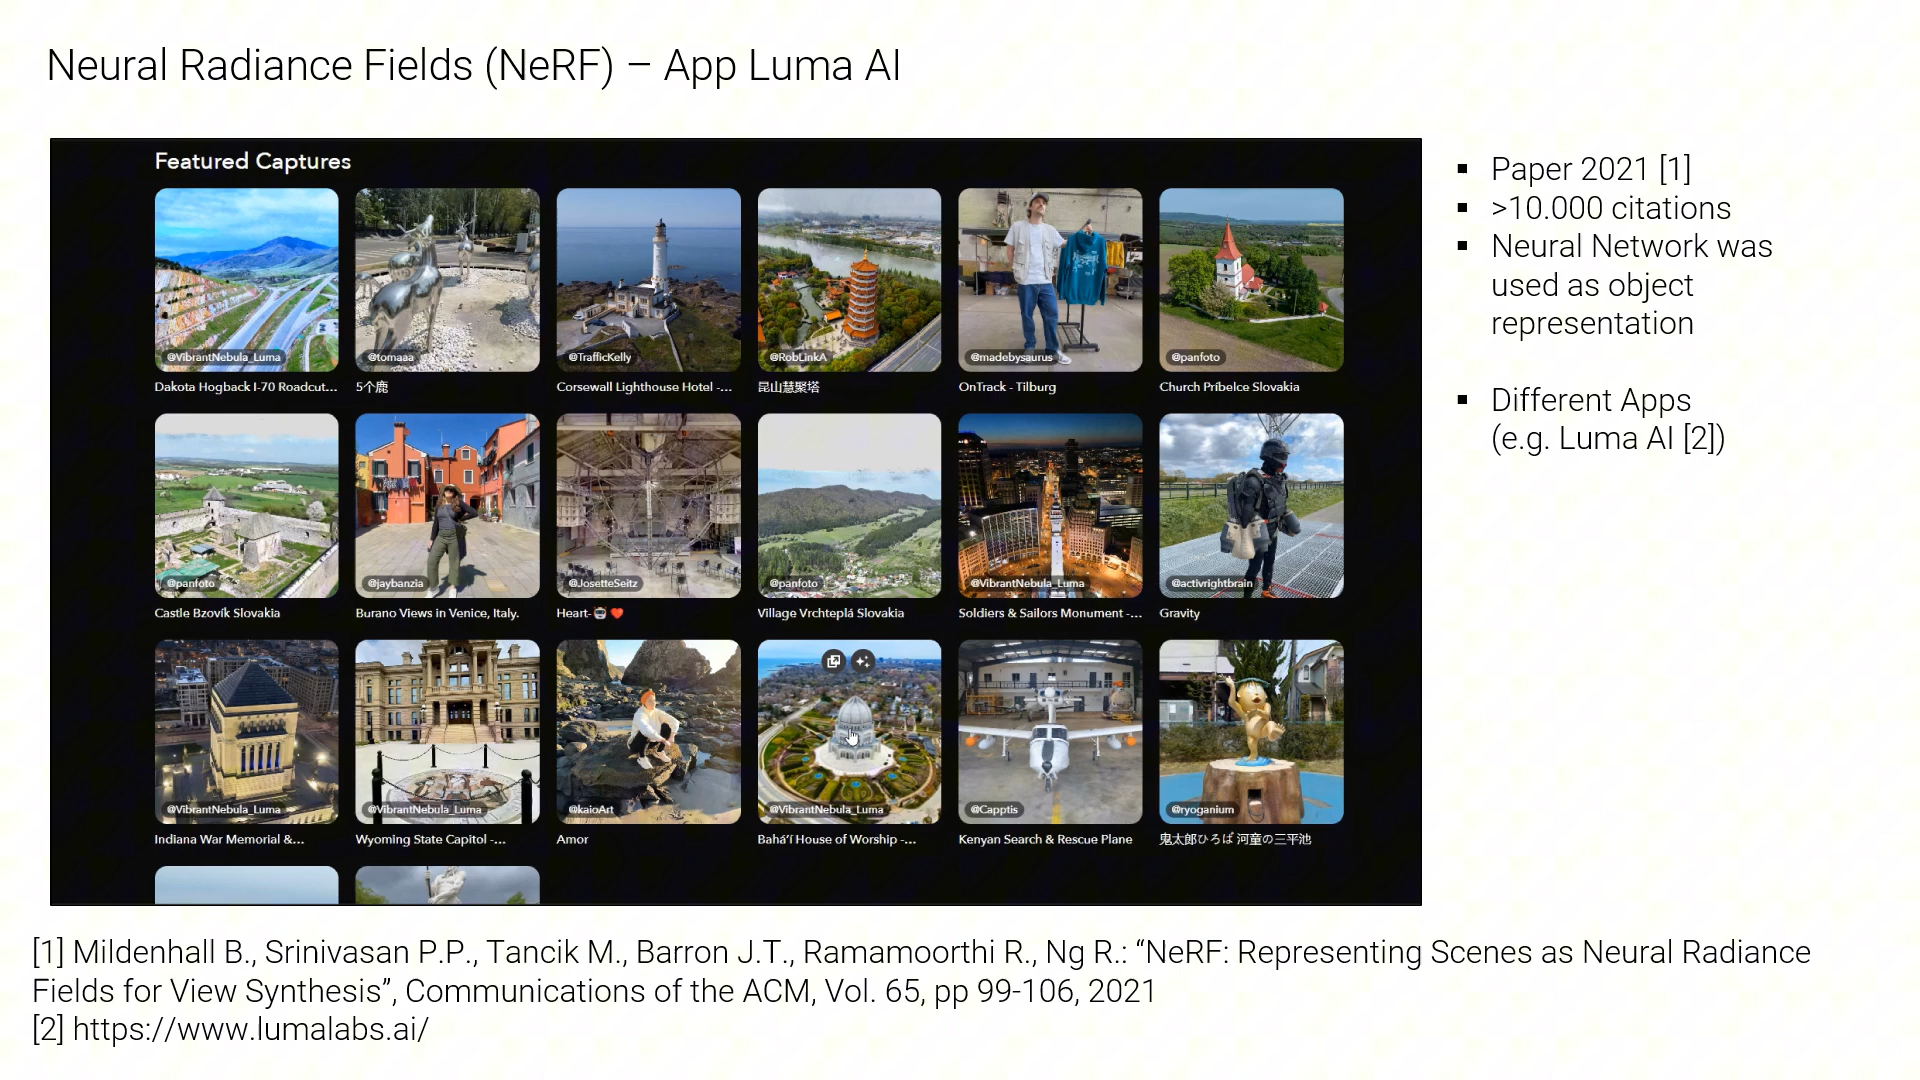 Neural Radiance Fields (NeRF) – App Luma AI
Featured Captures
@VibrantNebula_Luma
@tomaaa
@TrafficKelly
@RobLinkA
@madebysaurus
@panfoto
Dakota Hogback I-70 Roadcut...
5个鹿
Corsewall Lighthouse Hotel -...
昆山慧聚塔
OnTrack - Tilburg
Church Príbelce Slovakia
@panfoto
@jaybanzia
@JosetteSeitz
@panfoto
@VibrantNebula_Luma
@activrightbrain
Castle Bzovík Slovakia
Burano Views in Venice, Italy.
Heart-
Village Vrchteplá Slovakia
Soldiers & Sailors Monument -...
Gravity
@VibrantNebula_Luma
@VibrantNebula_Luma
@kaioArt
@VibrantNebula_Luma
@Capptis
@ryoganium
Indiana War Memorial &...
Wyoming State Capitol -...
Amor
Bahá'í House of Worship -...
Kenyan Search & Rescue Plane
鬼太郎ひろば 河童の三平池
▪ Paper 2021 [1]
▪ >10.000 citations
▪ Neural Network was
used as object
representation
▪ Different Apps
(e.g. Luma AI [2])
[1] Mildenhall B., Srinivasan P.P., Tancik M., Barron J.T., Ramamoorthi R., Ng R.: “NeRF: Representing Scenes as Neural Radiance
Fields for View Synthesis”, Communications of the ACM, Vol. 65, pp 99-106, 2021
[2] https://www.lumalabs.ai/